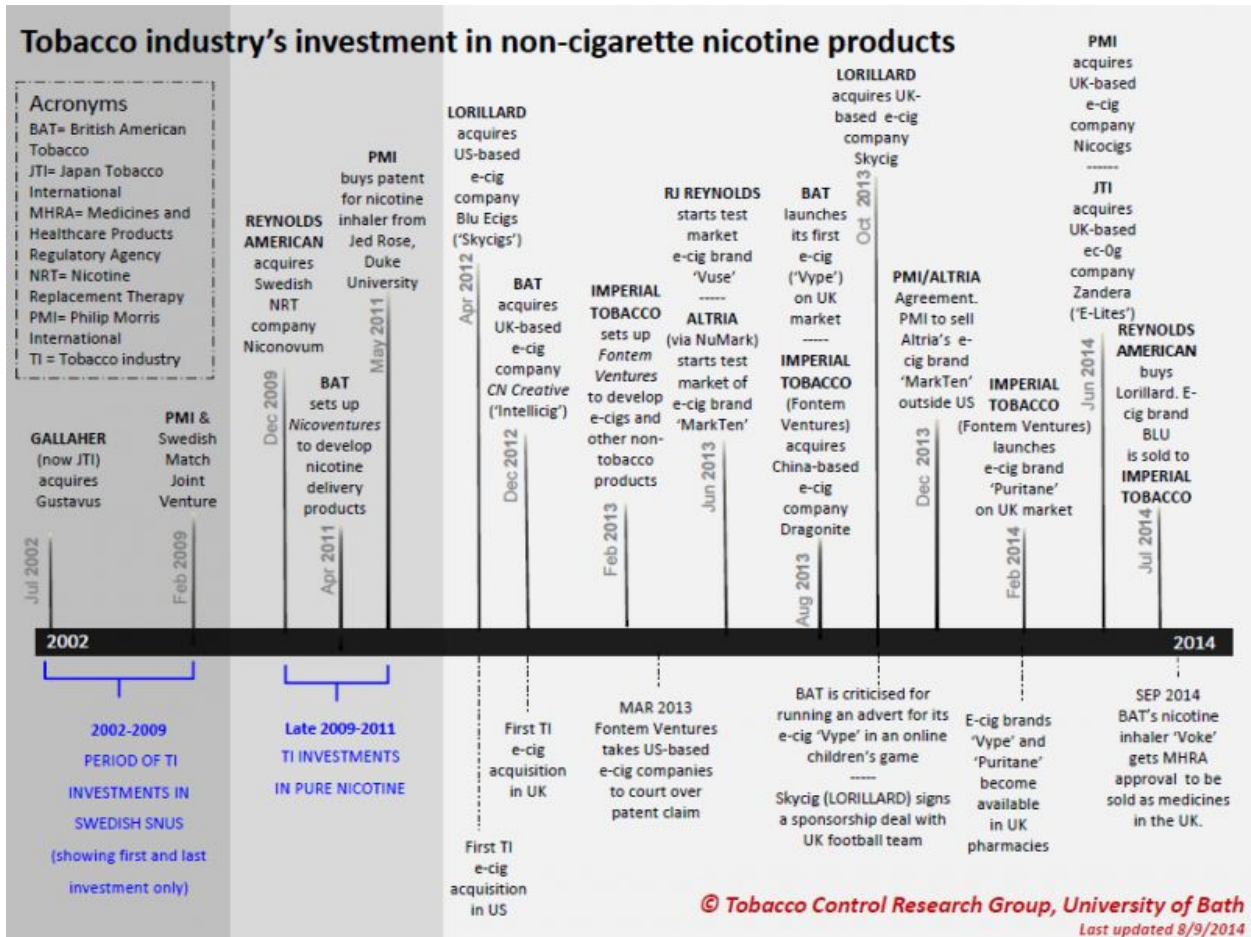 Tobacco industry's investment in non-cigarette nicotine products
Acronyms
BAT= British American
Tobacco
JTI= Japan Tobacco
International
MHRA= Medicines and
Healthcare Products
Regulatory Agency
NRT= Nicotine
Replacement Therapy
PMI= Philip Morris
International
TI = Tobacco industry
GALLAHER
(now JTI)
acquires
Gustavus
Jul 2002
PMI &
Swedish
Match
Joint
Venture
Feb 2009
REYNOLDS
AMERICAN
acquires
Swedish
NRT
company
Niconovum
Dec 2009
BAT
sets up
Nicoventures
to develop
nicotine
delivery
products
Apr 2011
PMI
buys patent
for nicotine
inhaler from
Jed Rose,
Duke
University
May 2011
LORILLARD
acquires
US-based
e-cig
company
Blu Ecigs
('Skycigs')
Apr 2012
BAT
acquires
UK-based
e-cig
company
CN Creative
('Intellicig')
Dec 2012
IMPERIAL
TOBACCO
sets up
Fontem
Ventures
to develop
e-cigs and
other non-
tobacco
products
Feb 2013
RJ REYNOLDS
starts test
market
e-cig brand
'Vuse'
-----
ALTRIA
(via NuMark)
starts test
market of
e-cig brand
'MarkTen'
Jun 2013
BAT
launches
its first
e-cig
('Vype')
on UK
market
-----
IMPERIAL
TOBACCO
(Fontem
Ventures)
acquires
China-based
e-cig
company
Dragonite
Aug 2013
LORILLARD
acquires UK-
based e-cig
company
Skycig
Oct 2013
PMI/ALTRIA
Agreement.
PMI to sell
Altria's e-
cig brand
'MarkTen'
outside US
Dec 2013
IMPERIAL
TOBACCO
(Fontem Ventures)
launches
e-cig brand
'Puritane'
on UK market
Feb 2014
PMI
acquires
UK-based
e-cig
company
Nicocigs
------
JTI
acquires
UK-based
ec-0g
company
Zandera
('E-Lites')
Jun 2014
REYNOLDS
AMERICAN
buys
Lorillard. E-
cig brand
BLU
is sold to
IMPERIAL
TOBACCO
Jul 2014
2002
2014
2002-2009
PERIOD OF TI
INVESTMENTS IN
SWEDISH SNUS
(showing first and last
investment only)
Late 2009-2011
TI INVESTMENTS
IN PURE NICOTINE
First TI
e-cig
acquisition
in US
First TI
e-cig
acquisition
in UK
MAR 2013
Fontem Ventures
takes US-based
e-cig companies
to court over
patent claim
BAT is criticised for
running an advert for its
e-cig 'Vype' in an online
children's game
-----
Skycig (LORILLARD) signs
a sponsorship deal with
UK football team
E-cig brands
'Vype' and
'Puritane'
become
available
in UK
pharmacies
SEP 2014
BAT's nicotine
inhaler 'Voke'
gets MHRA
approval to be
sold as medicines
in the UK.
© Tobacco Control Research Group, University of Bath
Last updated 8/9/2014